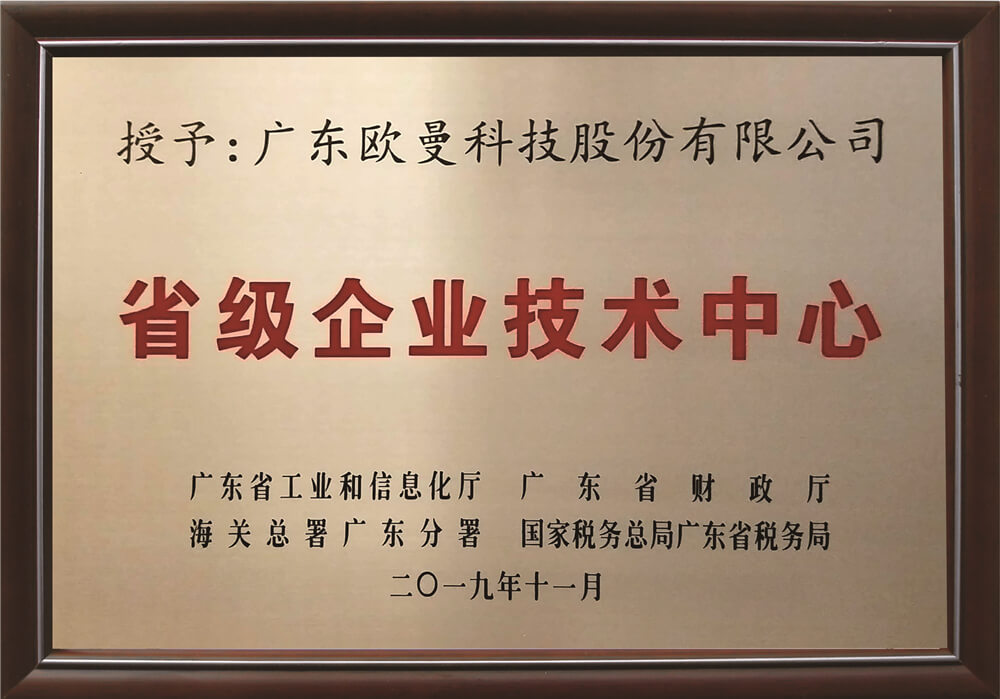 授予:广东欧曼科技股份有限公司
省级企业技术中心
广东省工业和信息化厅 广东省财政厅
海关总署广东分署 国家税务总局广东省税务局
二〇一九年十一月